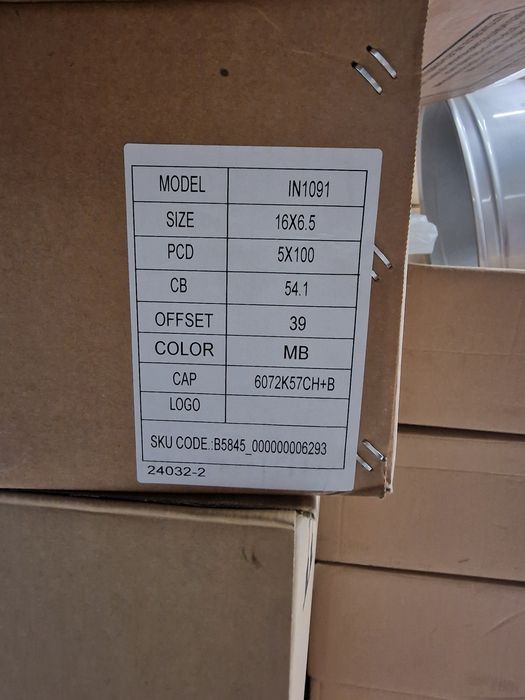 MODEL IN1091
SIZE 16X6.5
PCD 5X100
CB 54.1
OFFSET 39
COLOR MB
CAP 6072K57CH+B
LOGO
SKU CODE.:B5845_000000006293
24032-2